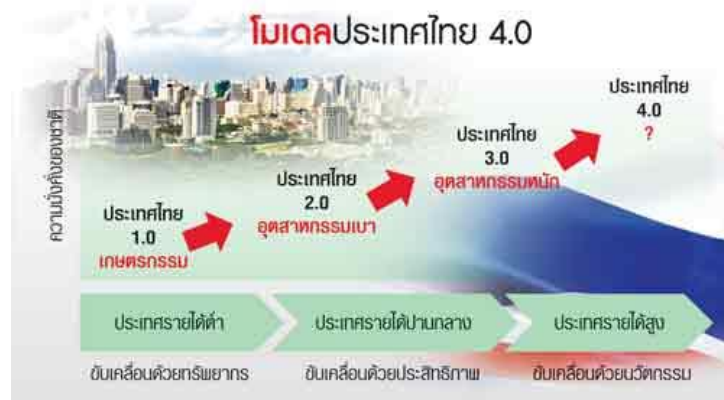 โมเดลประเทศไทย 4.0
ความมั่งคั่งของชาติ
ประเทศไทย
1.0
เกษตรกรรม
ประเทศไทย
2.0
อุตสาหกรรมเบา
ประเทศไทย
3.0
อุตสาหกรรมหนัก
ประเทศไทย
4.0
?
ประเทศรายได้ต่ำ
ประเทศรายได้ปานกลาง
ประเทศรายได้สูง
ขับเคลื่อนด้วยทรัพยากร
ขับเคลื่อนด้วยประสิทธิภาพ
ขับเคลื่อนด้วยนวัตกรรม